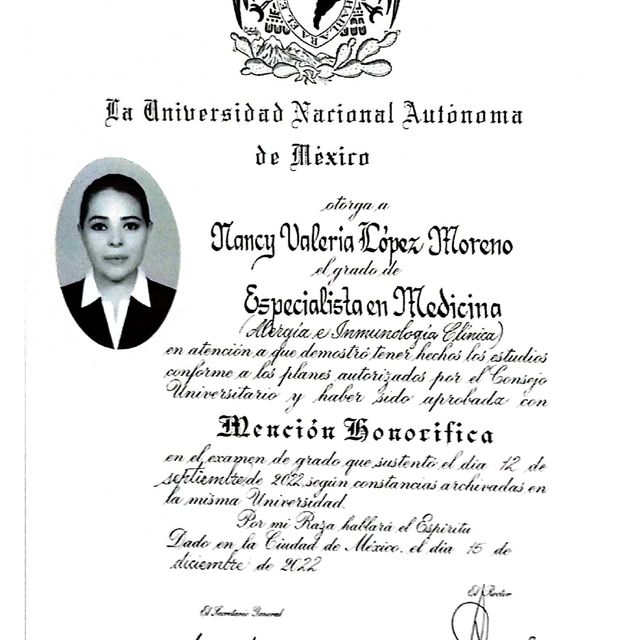 HABLARA EL
La Universidad Nacional Autónoma
de México
otorga a
Nancy Valeria López Moreno
el grado de
Especialista en Medicina
(Alergia e Inmunología Clínica)
en atención a que demostró tener hechos los estudios
conforme a los planes autorizados por el Consejo
Universitario y haber sido aprobada con
Mención Honorífica
en el examen de grado que sustentó el día 12 de
septiembre de 2022, según constancias archivadas en
la misma Universidad.
Por mi Raza hablará el Espíritu
Dado en la Ciudad de México, el día 15 de
diciembre de 2022
El Rector
El Secretario General